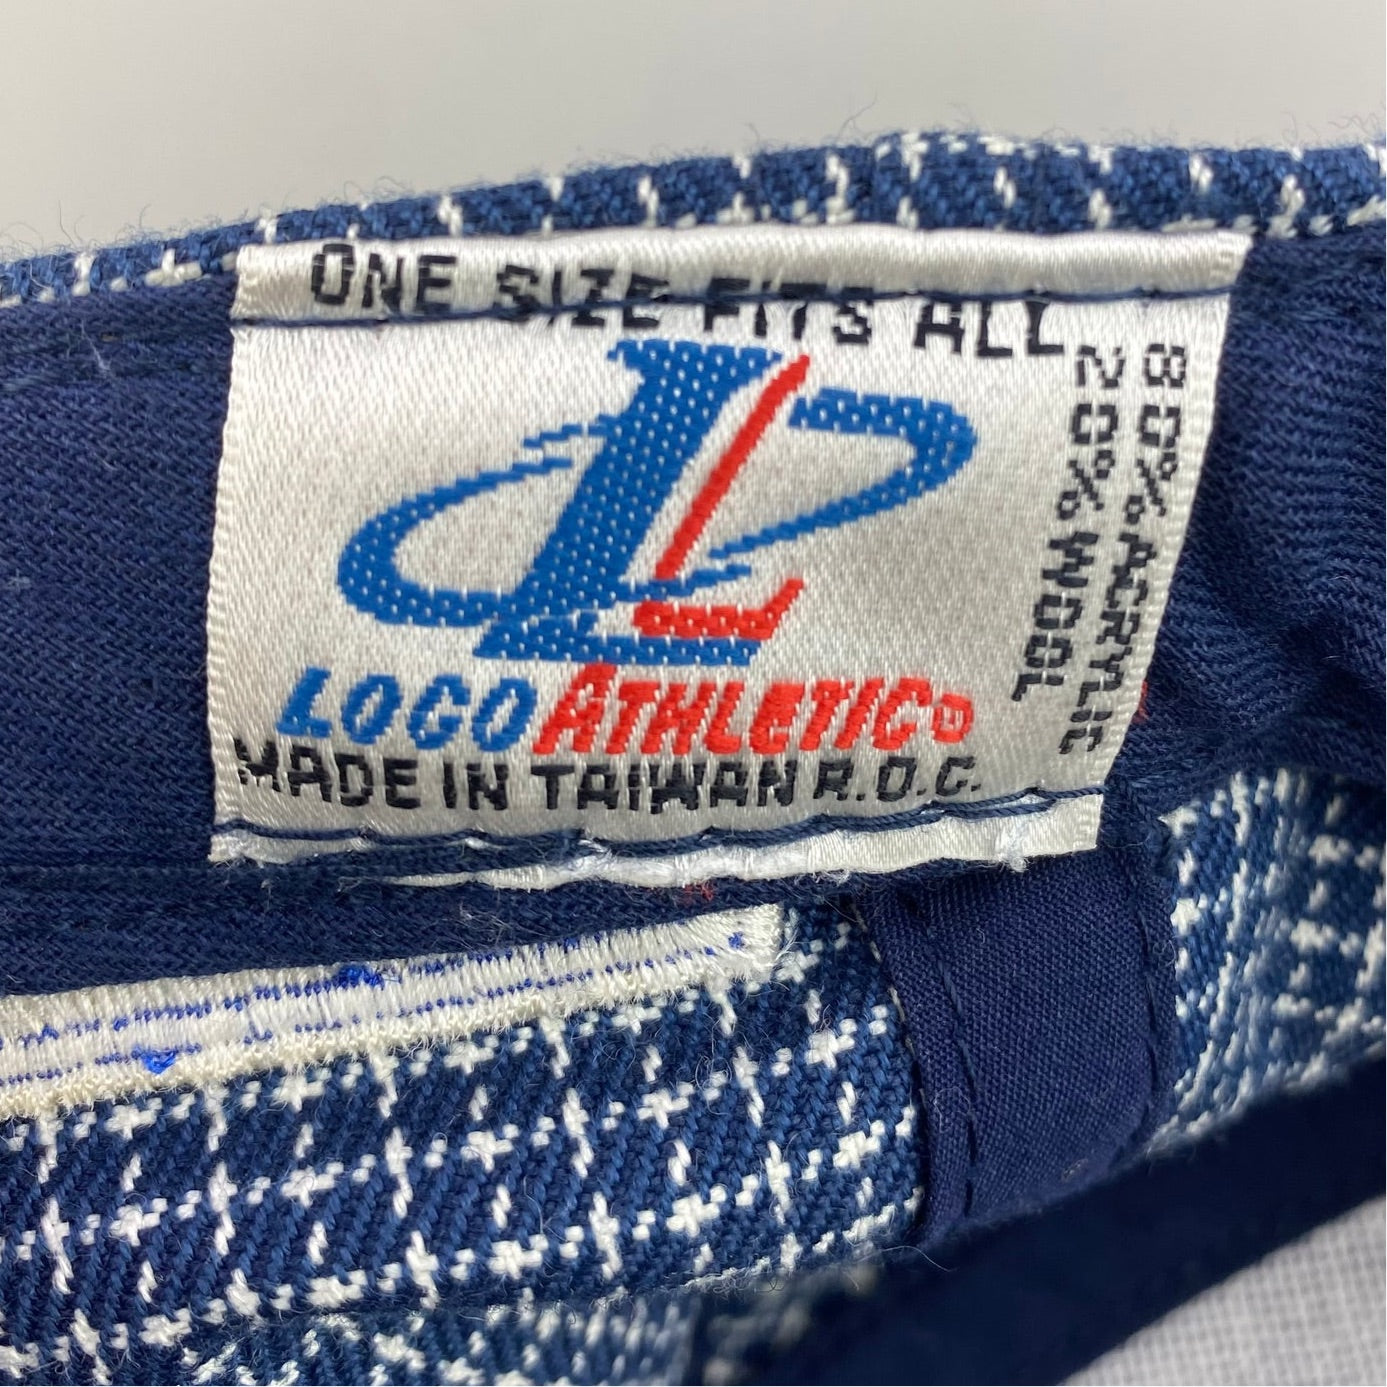 ONE SIZE FITS ALL
80% ACRYLIC
20% WOOL
LOGO ATHLETIC®
MADE IN TAIWAN R.O.C.